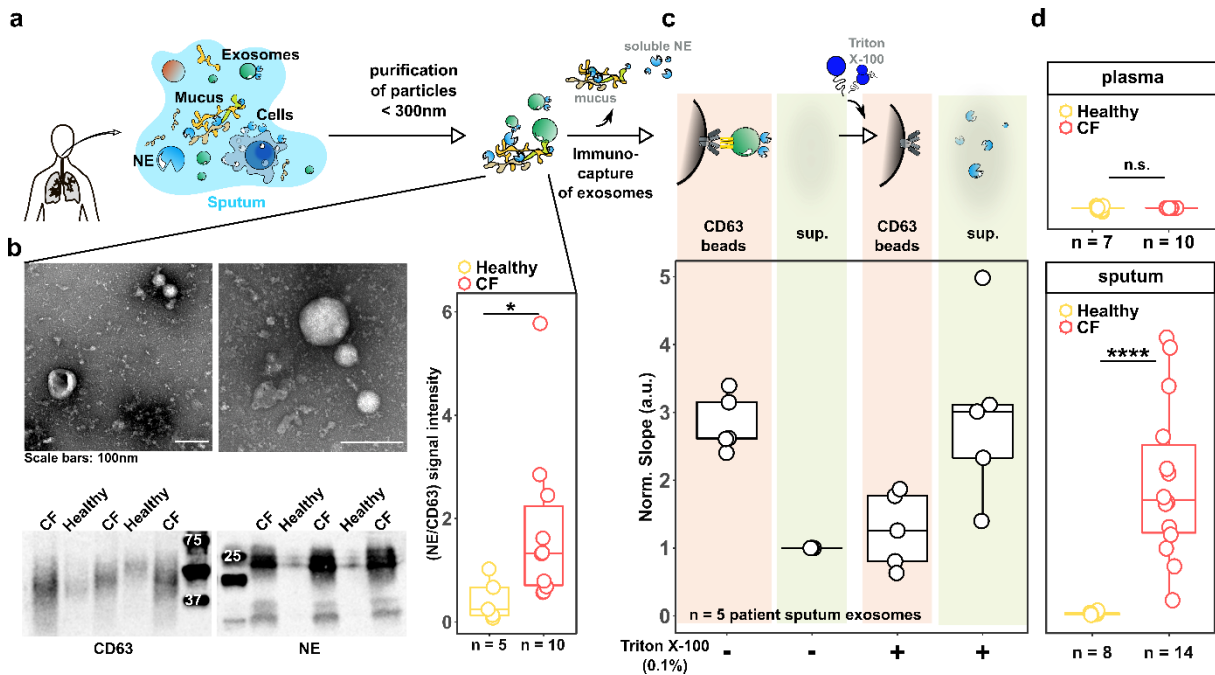 a
Exosomes
Mucus
Cells
NE
Sputum
purification
of particles
< 300nm
soluble NE
mucus
Immuno-
capture
of exosomes
b
Scale bars: 100nm
CF
Healthy
CF
Healthy
CF
75
37
CD63
CF
Healthy
CF
Healthy
CF
25
NE
Healthy
CF
(NE/CD63) signal intensity
6
4
2
0
*
n = 5
n = 10
c
Triton
X-100
CD63
beads
sup.
CD63
beads
sup.
Norm. Slope (a.u.)
5
4
3
2
1
0
n = 5 patient sputum exosomes
Triton X-100
(0.1%)
-
-
+
+
d
plasma
Healthy
CF
n.s.
n = 7
n = 10
sputum
Healthy
CF
****
n = 8
n = 14